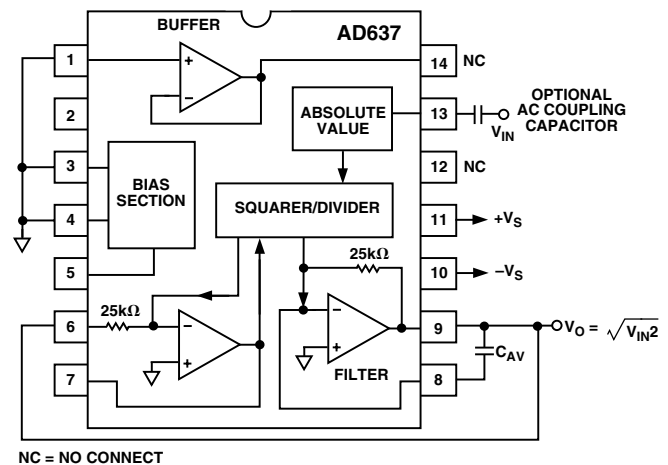 BUFFER
AD637
1
14 NC
OPTIONAL
AC COUPLING
CAPACITOR
2
ABSOLUTE
VALUE
13
VIN
3
BIAS
SECTION
12 NC
4
SQUARER/DIVIDER
11 +VS
5
25kΩ
10 −VS
25kΩ
6
−
+
−
+
9
VO = √VIN2
CAV
7
FILTER
8
+
−
NC = NO CONNECT